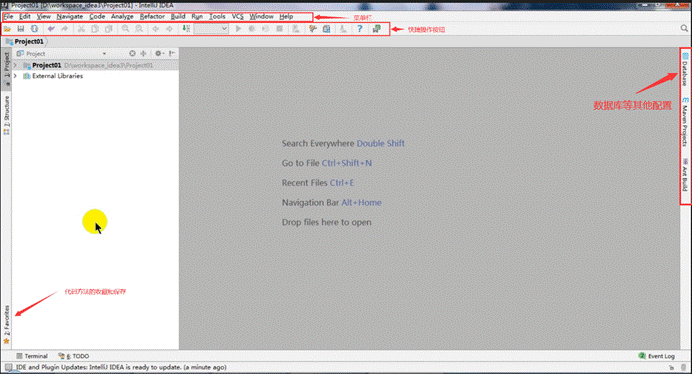 Project01 [D:\workspace_idea3\Project01] - IntelliJ IDEA
File Edit View Navigate Code Analyze Refactor Build Run Tools VCS Window Help
菜单栏
快捷操作按钮
Project01
Project
Project01 D:\workspace_idea3\Project01
External Libraries
1: Project
2: Structure
Database
数据库等其他配置
Maven Projects
Ant Build
Search Everywhere Double Shift
Go to File Ctrl+Shift+N
Recent Files Ctrl+E
Navigation Bar Alt+Home
Drop files here to open
代码方法的收藏和保存
2: Favorites
Terminal 6: TODO
2 Event Log
IDE and Plugin Updates: IntelliJ IDEA is ready to update. (a minute ago)